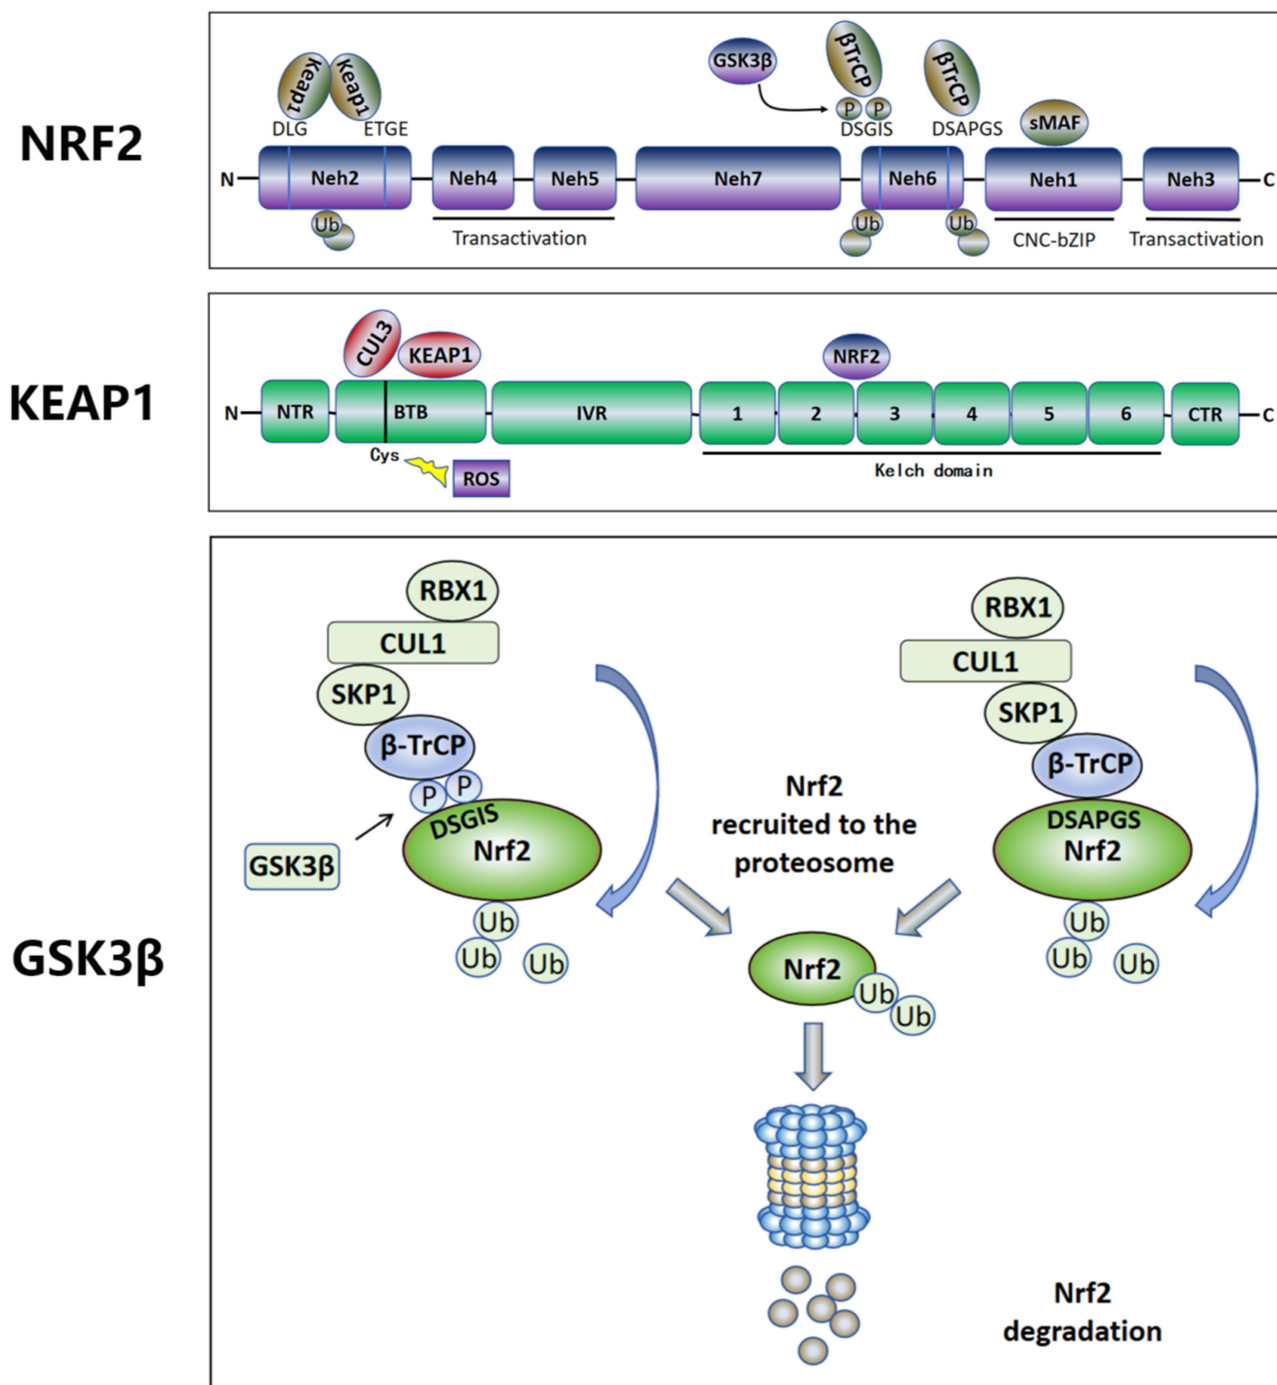 NRF2
Keap1
Keap1
DLG
ETGE
GSK3β
βTrCP
P
P
DSGIS
βTrCP
DSAPGS
sMAF
N
Neh2
Neh4
Neh5
Neh7
Neh6
Neh1
Neh3
C
Ub
Transactivation
Ub
Ub
CNC-bZIP
Transactivation
KEAP1
CUL3
KEAP1
NRF2
N
NTR
BTB
IVR
1
2
3
4
5
6
CTR
C
Cys
ROS
Kelch domain
GSK3β
RBX1
CUL1
SKP1
β-TrCP
P
P
DSGIS
Nrf2
GSK3β
Ub
Ub
Ub
RBX1
CUL1
SKP1
β-TrCP
DSAPGS
Nrf2
Ub
Ub
Ub
Nrf2
recruited to the
proteosome
Nrf2
Ub
Ub
Nrf2
degradation